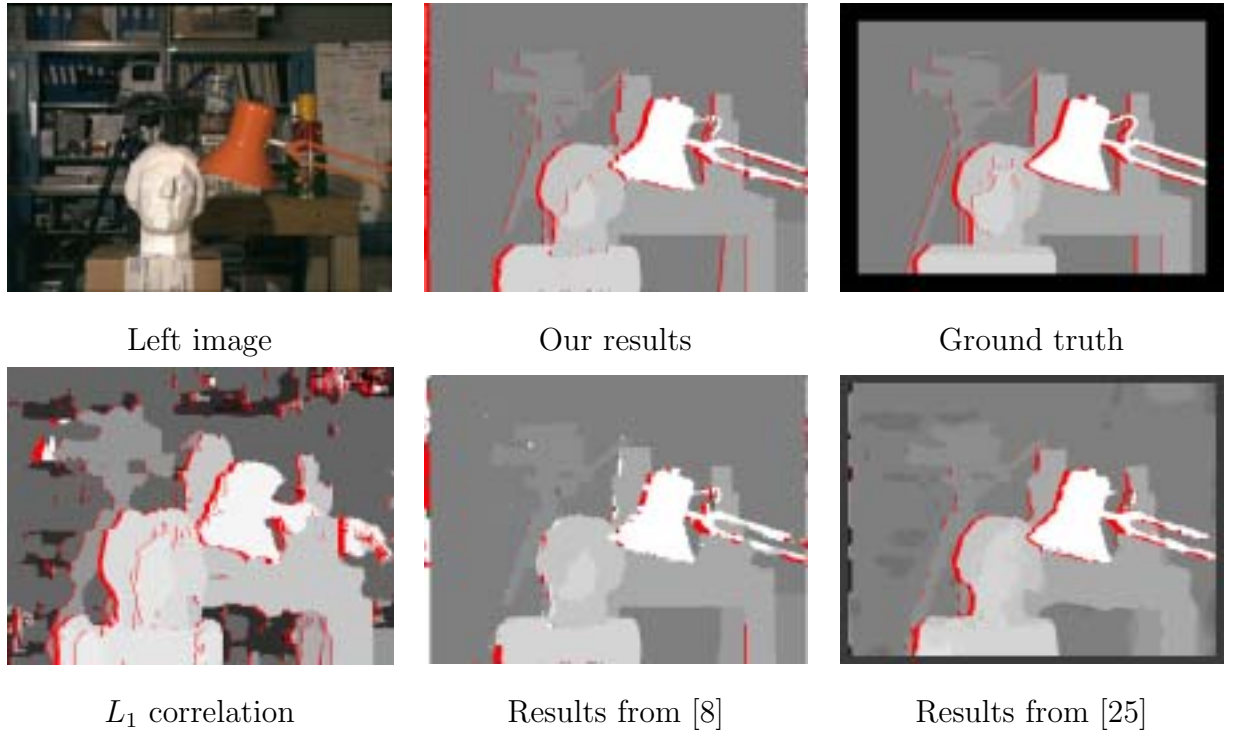 Left image
Our results
Ground truth
L₁ correlation
Results from [8]
Results from [25]